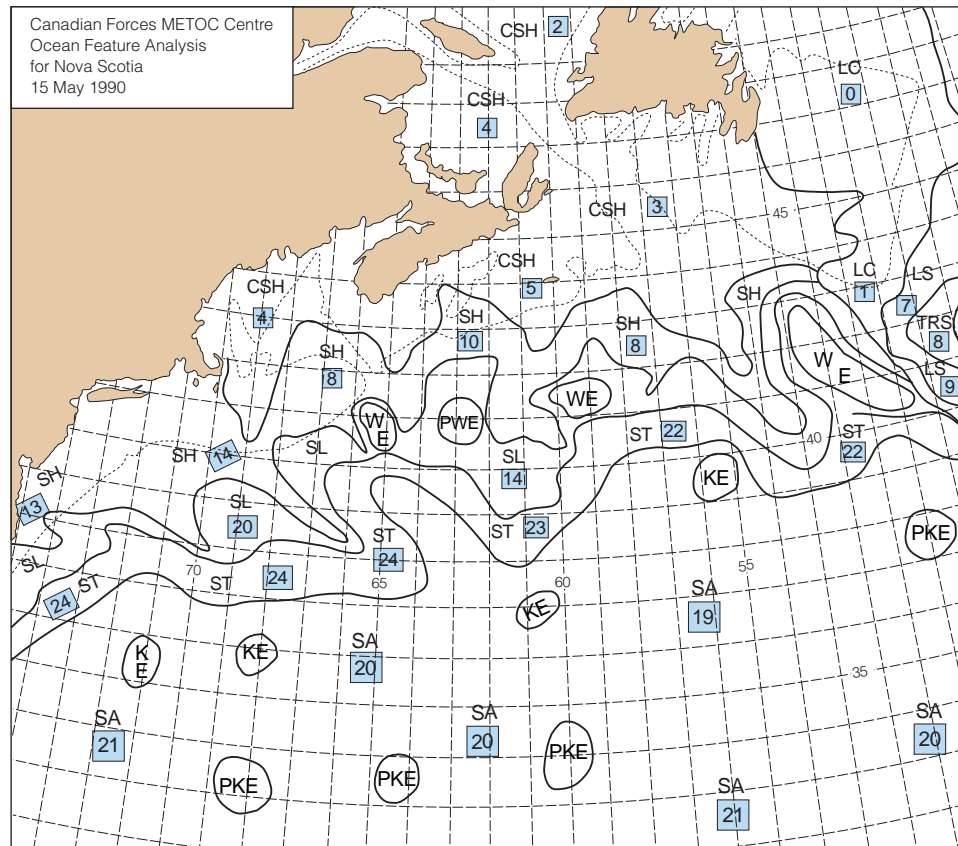 Canadian Forces METOC Centre
Ocean Feature Analysis
for Nova Scotia
15 May 1990
CSH 2
LC
0
CSH
4
CSH 3
45
CSH
5
LC
1
LS
7
CSH
4
SH
SH
10
SH
8
TRS
8
SH
8
W
E
LS
9
WE
W
E
PWE
ST 22
40
ST
22
SL
SH 14
SL
14
KE
SH
13
SL
20
ST 23
PKE
ST
24
SL
ST
24
70
ST 24
65
60
55
KE
SA
19
K
E
KE
SA
20
35
SA
21
SA
20
SA
20
PKE
PKE
PKE
SA
21